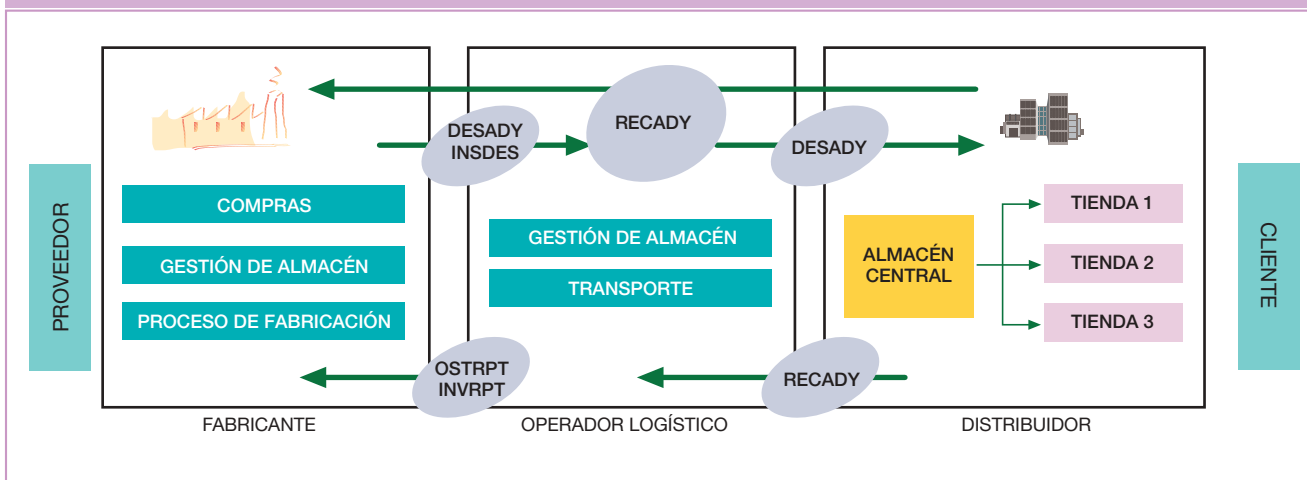 PROVEEDOR
DESADY
INSDES
RECADY
DESADY
COMPRAS
GESTIÓN DE ALMACÉN
PROCESO DE FABRICACIÓN
GESTIÓN DE ALMACÉN
TRANSPORTE
ALMACÉN
CENTRAL
TIENDA 1
TIENDA 2
TIENDA 3
CLIENTE
OSTRPT
INVRPT
RECADY
FABRICANTE
OPERADOR LOGÍSTICO
DISTRIBUIDOR